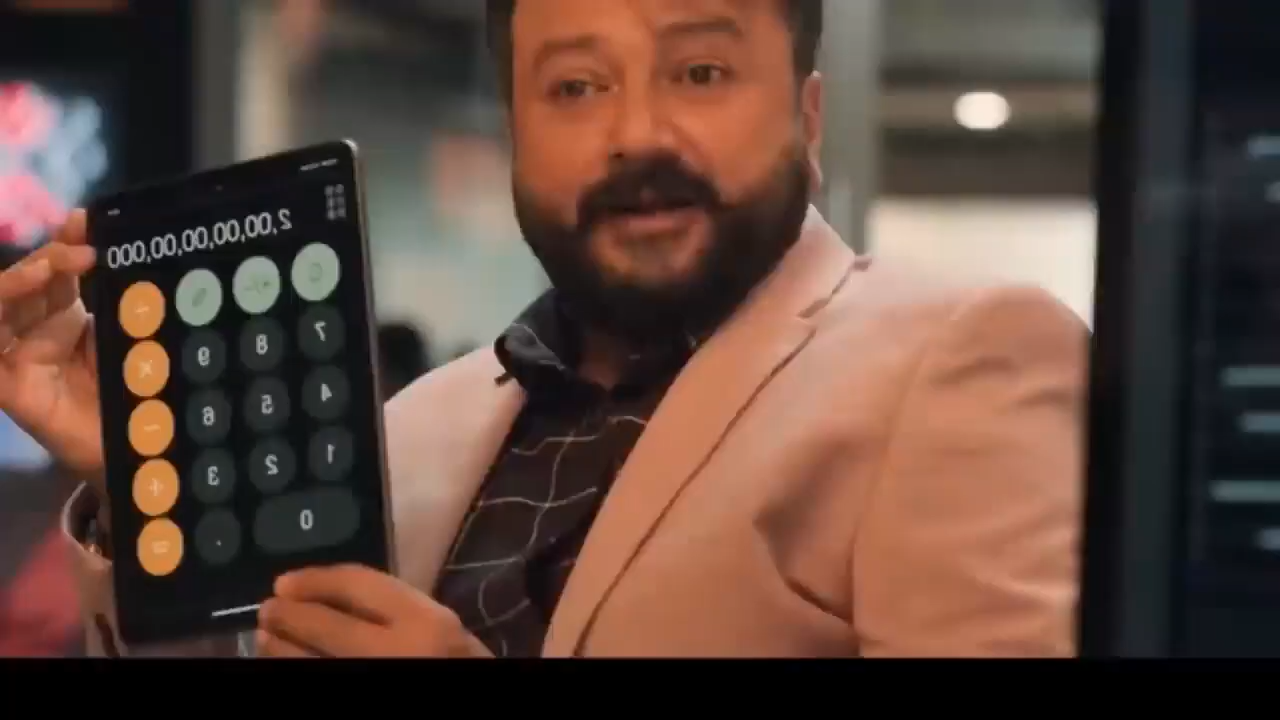 2,00,00,00,00,000
7 8 9 ×
4 5 6 −
1 2 3 +
0 . =